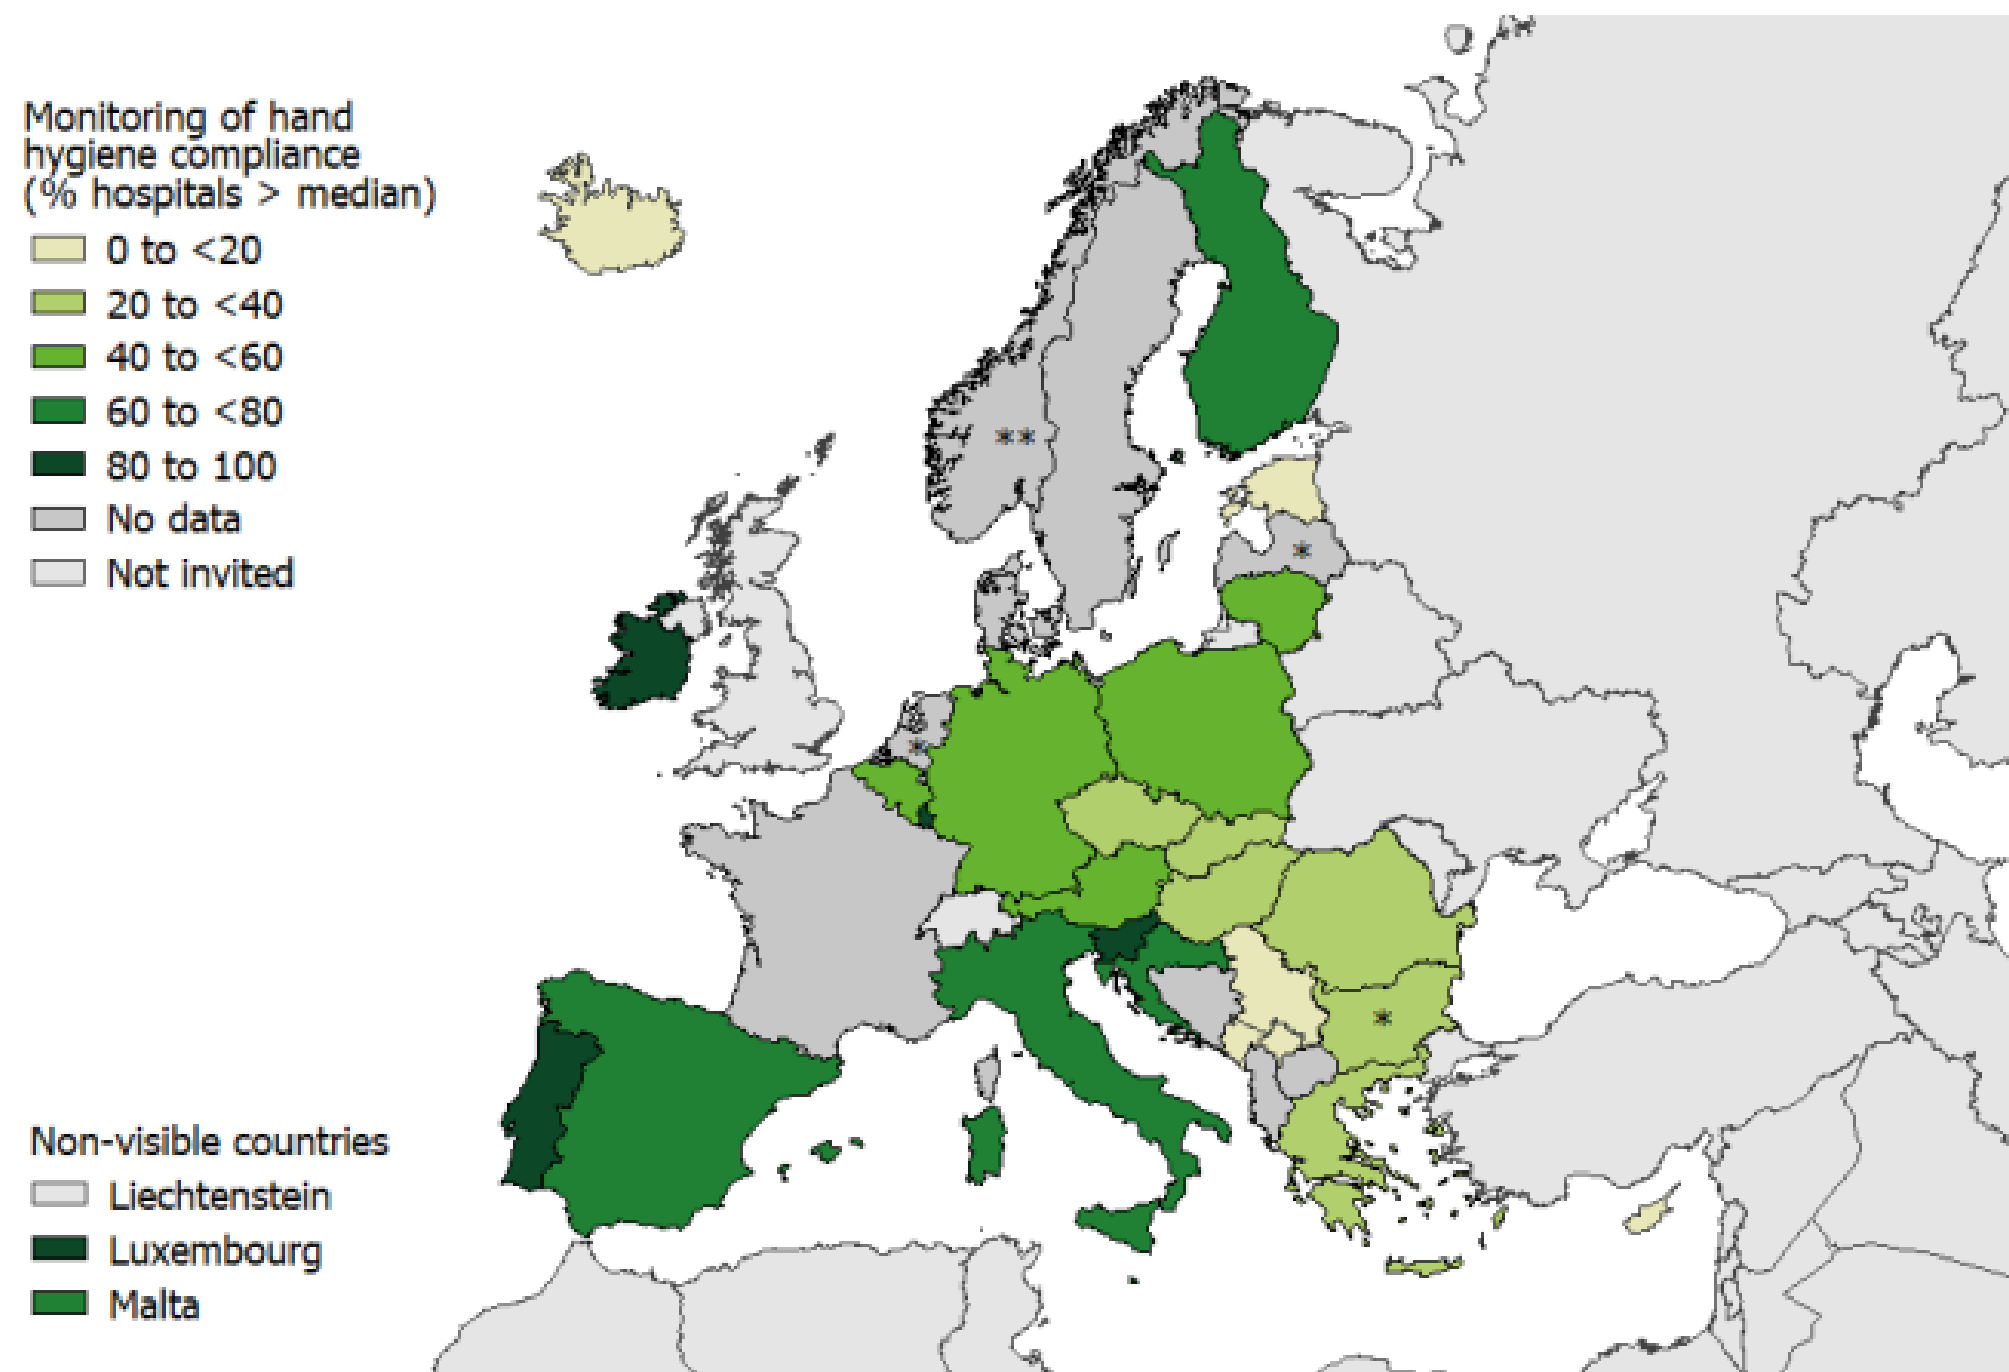 Monitoring of hand
hygiene compliance
(% hospitals > median)
0 to <20
20 to <40
40 to <60
60 to <80
80 to 100
No data
Not invited
**
*
*
*
Non-visible countries
Liechtenstein
Luxembourg
Malta